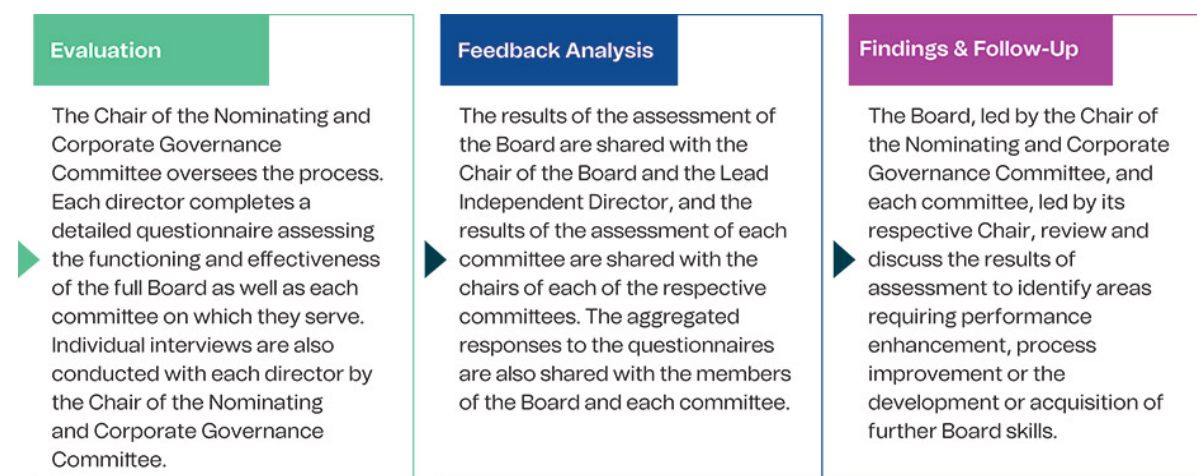 Evaluation
The Chair of the Nominating and
Corporate Governance
Committee oversees the process.
Each director completes a
detailed questionnaire assessing
the functioning and effectiveness
of the full Board as well as each
committee on which they serve.
Individual interviews are also
conducted with each director by
the Chair of the Nominating
and Corporate Governance
Committee.
Feedback Analysis
The results of the assessment of
the Board are shared with the
Chair of the Board and the Lead
Independent Director, and the
results of the assessment of each
committee are shared with the
chairs of each of the respective
committees. The aggregated
responses to the questionnaires
are also shared with the members
of the Board and each committee.
Findings & Follow-Up
The Board, led by the Chair of
the Nominating and Corporate
Governance Committee, and
each committee, led by its
respective Chair, review and
discuss the results of
assessment to identify areas
requiring performance
enhancement, process
improvement or the
development or acquisition of
further Board skills.